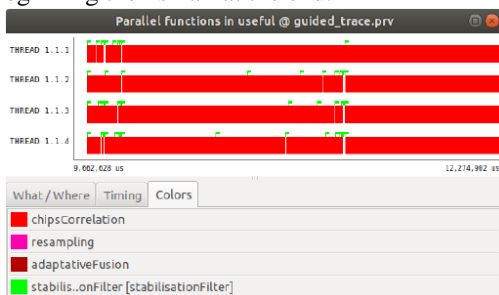 Parallel functions in useful @ guided_trace.prv
THREAD 1.1.1
THREAD 1.1.2
THREAD 1.1.3
THREAD 1.1.4
9,662,628 us
12,274,902 us
What / Where
Timing
Colors
chipsCorrelation
resampling
adaptativeFusion
stabilis..onFilter [stabilisationFilter]